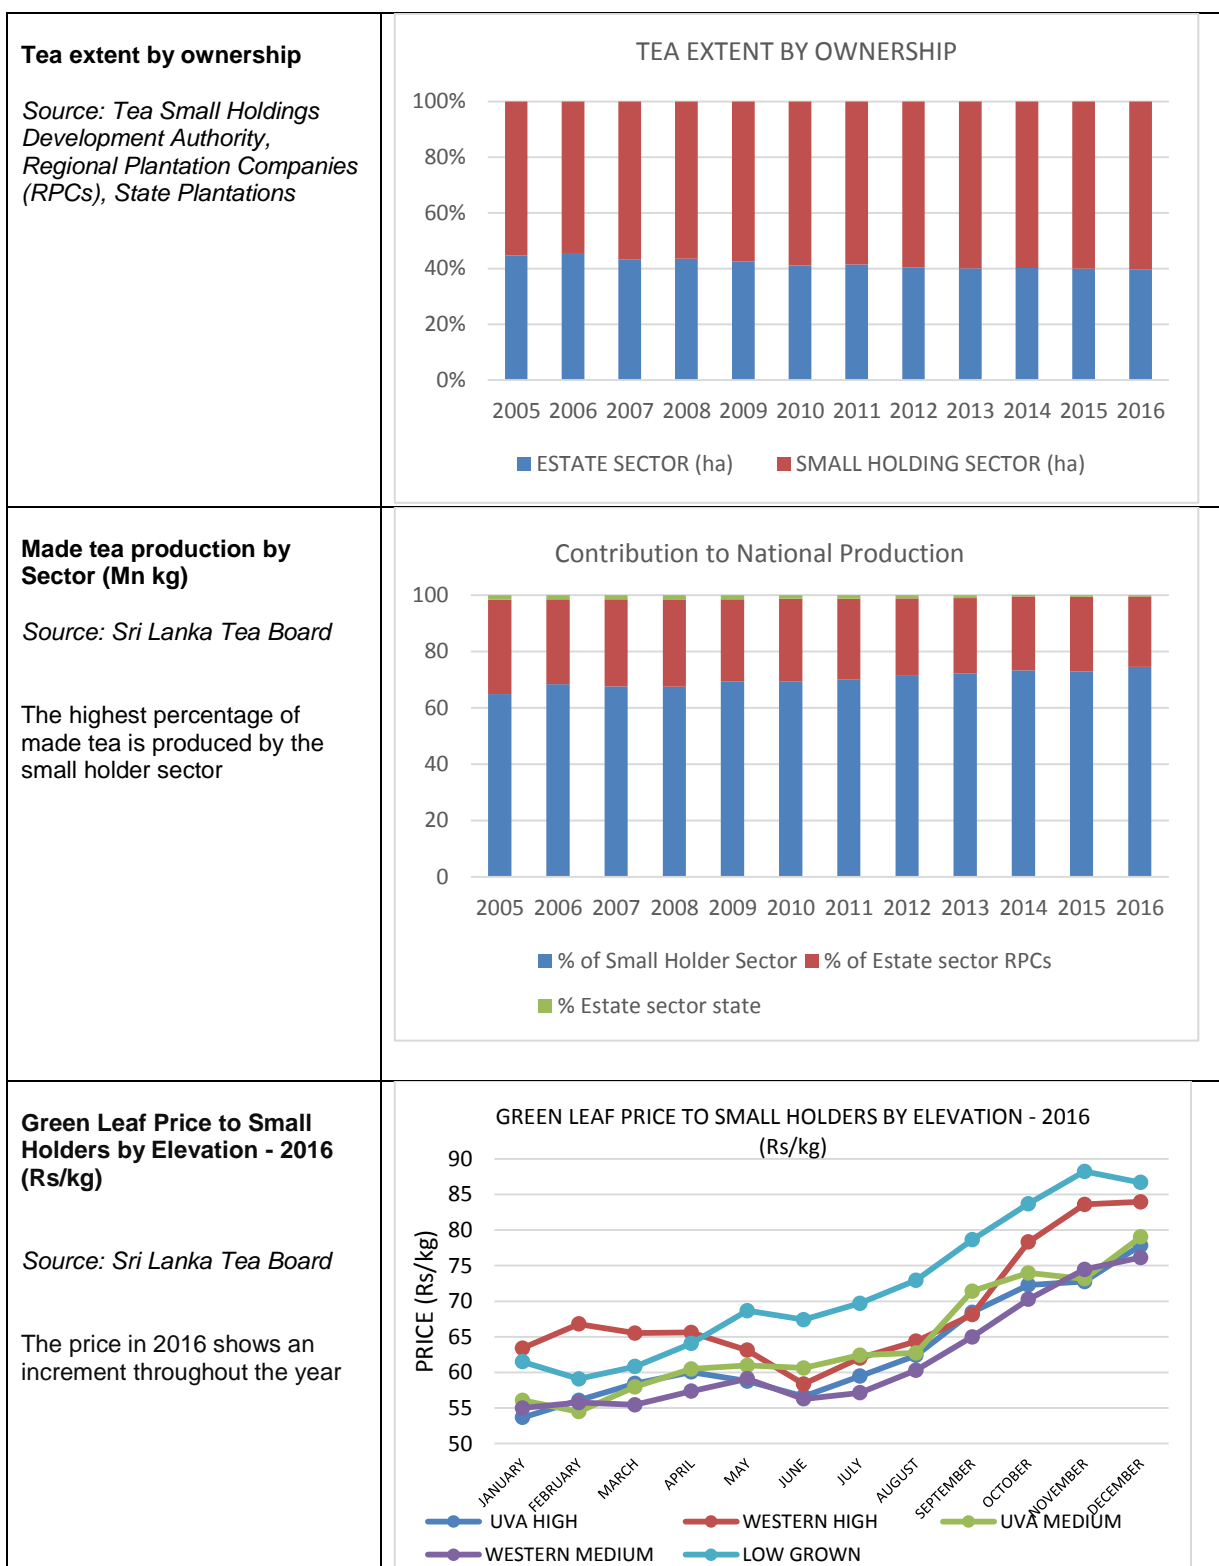 Tea extent by ownership
Source: Tea Small Holdings
Development Authority,
Regional Plantation Companies
(RPCs), State Plantations
TEA EXTENT BY OWNERSHIP
100%
80%
60%
40%
20%
0%
2005 2006 2007 2008 2009 2010 2011 2012 2013 2014 2015 2016
ESTATE SECTOR (ha) SMALL HOLDING SECTOR (ha)
Made tea production by
Sector (Mn kg)
Source: Sri Lanka Tea Board
The highest percentage of
made tea is produced by the
small holder sector
Contribution to National Production
100
80
60
40
20
0
2005 2006 2007 2008 2009 2010 2011 2012 2013 2014 2015 2016
% of Small Holder Sector % of Estate sector RPCs
% Estate sector state
Green Leaf Price to Small
Holders by Elevation - 2016
(Rs/kg)
Source: Sri Lanka Tea Board
The price in 2016 shows an
increment throughout the year
GREEN LEAF PRICE TO SMALL HOLDERS BY ELEVATION - 2016
(Rs/kg)
PRICE (Rs/kg)
90
85
80
75
70
65
60
55
50
JANUARY FEBRUARY MARCH APRIL MAY JUNE JULY AUGUST SEPTEMBER OCTOBER NOVEMBER DECEMBER
UVA HIGH WESTERN HIGH UVA MEDIUM
WESTERN MEDIUM LOW GROWN